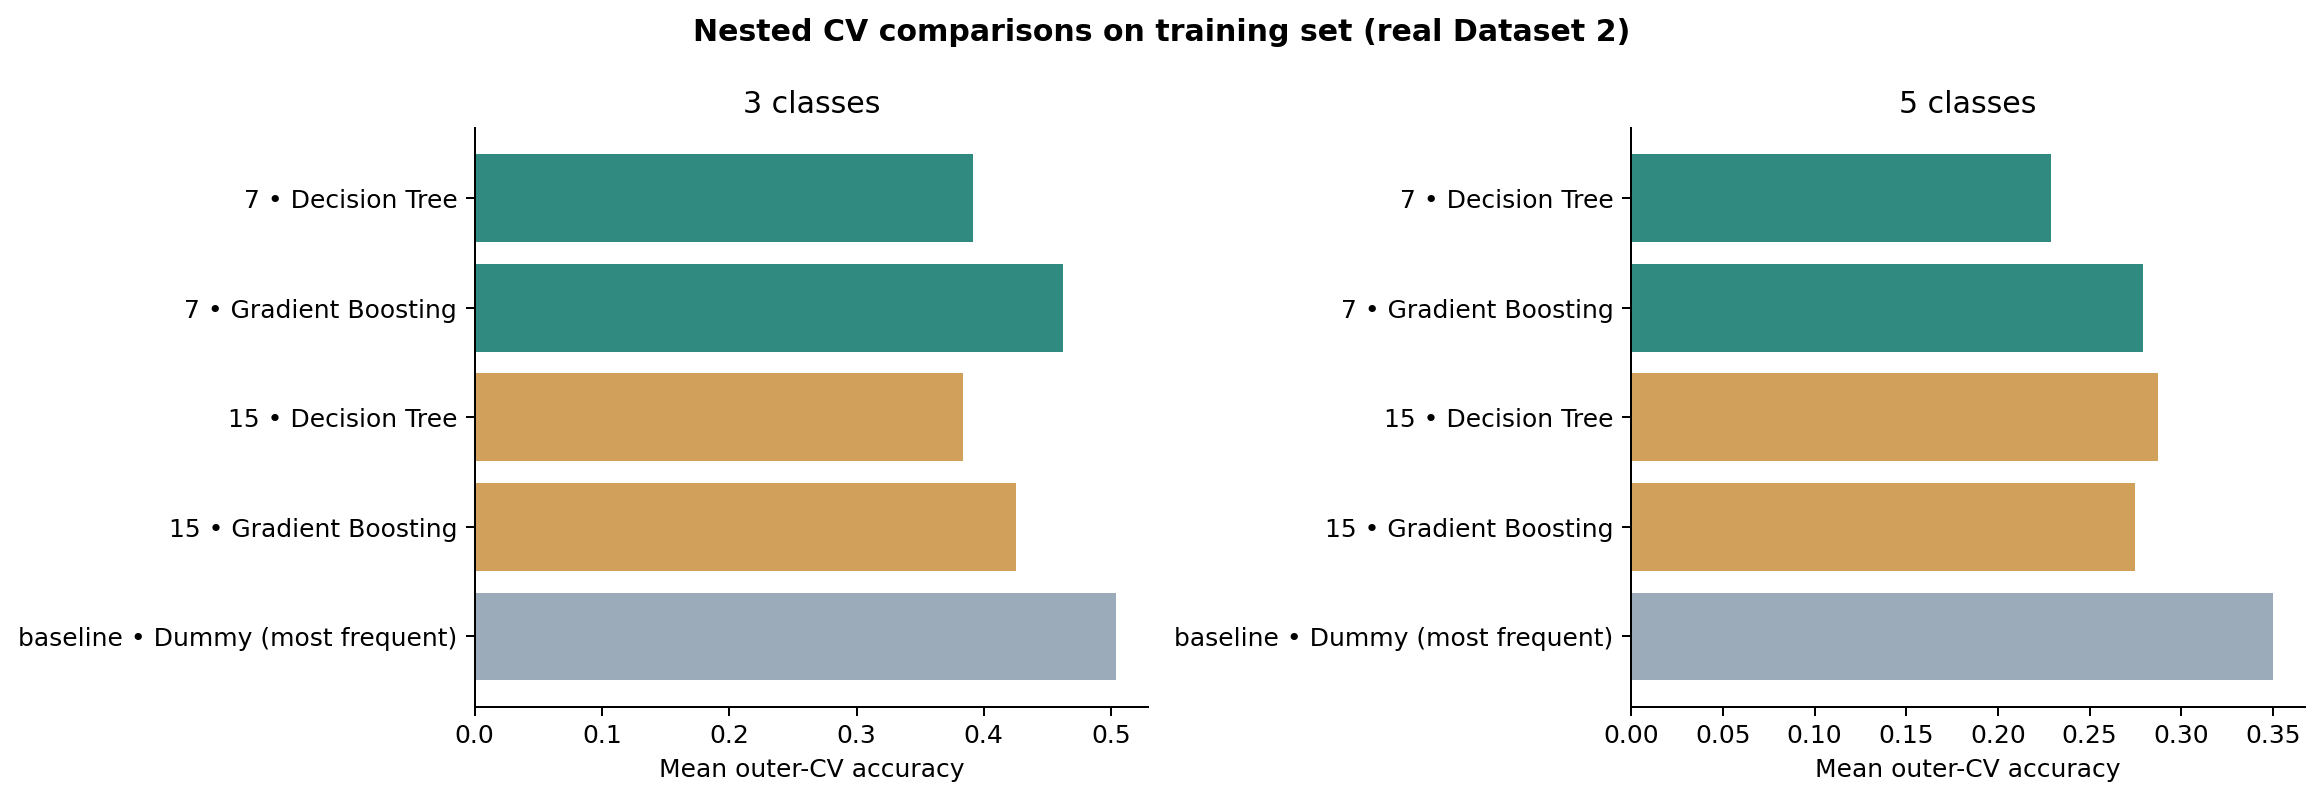 Nested CV comparisons on training set (real Dataset 2)
3 classes
7 • Decision Tree
7 • Gradient Boosting
15 • Decision Tree
15 • Gradient Boosting
baseline • Dummy (most frequent)
0.0 0.1 0.2 0.3 0.4 0.5
Mean outer-CV accuracy
5 classes
7 • Decision Tree
7 • Gradient Boosting
15 • Decision Tree
15 • Gradient Boosting
baseline • Dummy (most frequent)
0.00 0.05 0.10 0.15 0.20 0.25 0.30 0.35
Mean outer-CV accuracy